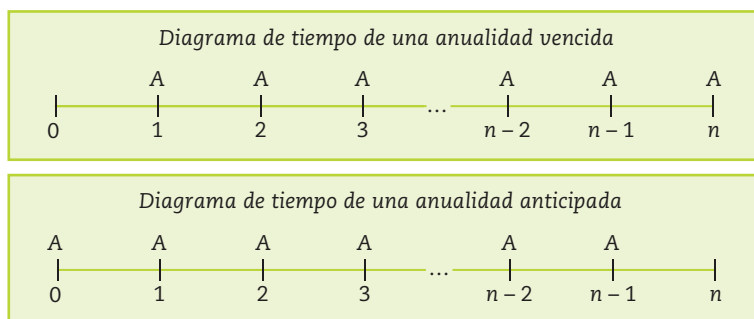 Diagrama de tiempo de una anualidad vencida
A A A A A A
...
0 1 2 3 n – 2 n – 1 n
Diagrama de tiempo de una anualidad anticipada
A A A A A A
...
0 1 2 3 n – 2 n – 1 n